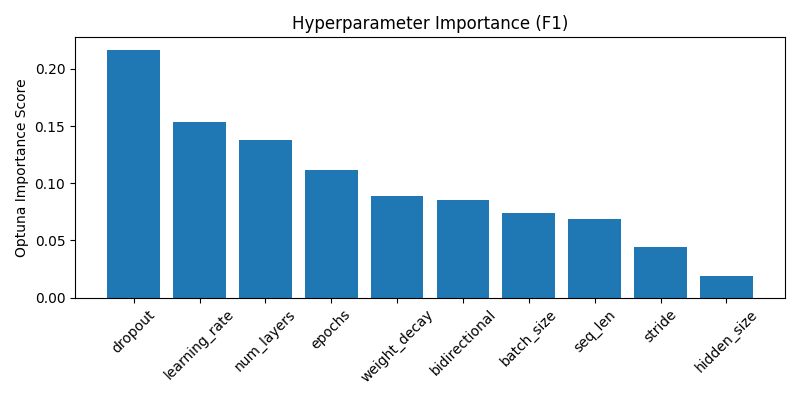 Hyperparameter Importance (F1)
Optuna Importance Score
0.20
0.15
0.10
0.05
0.00
dropout
learning_rate
num_layers
epochs
weight_decay
bidirectional
batch_size
seq_len
stride
hidden_size